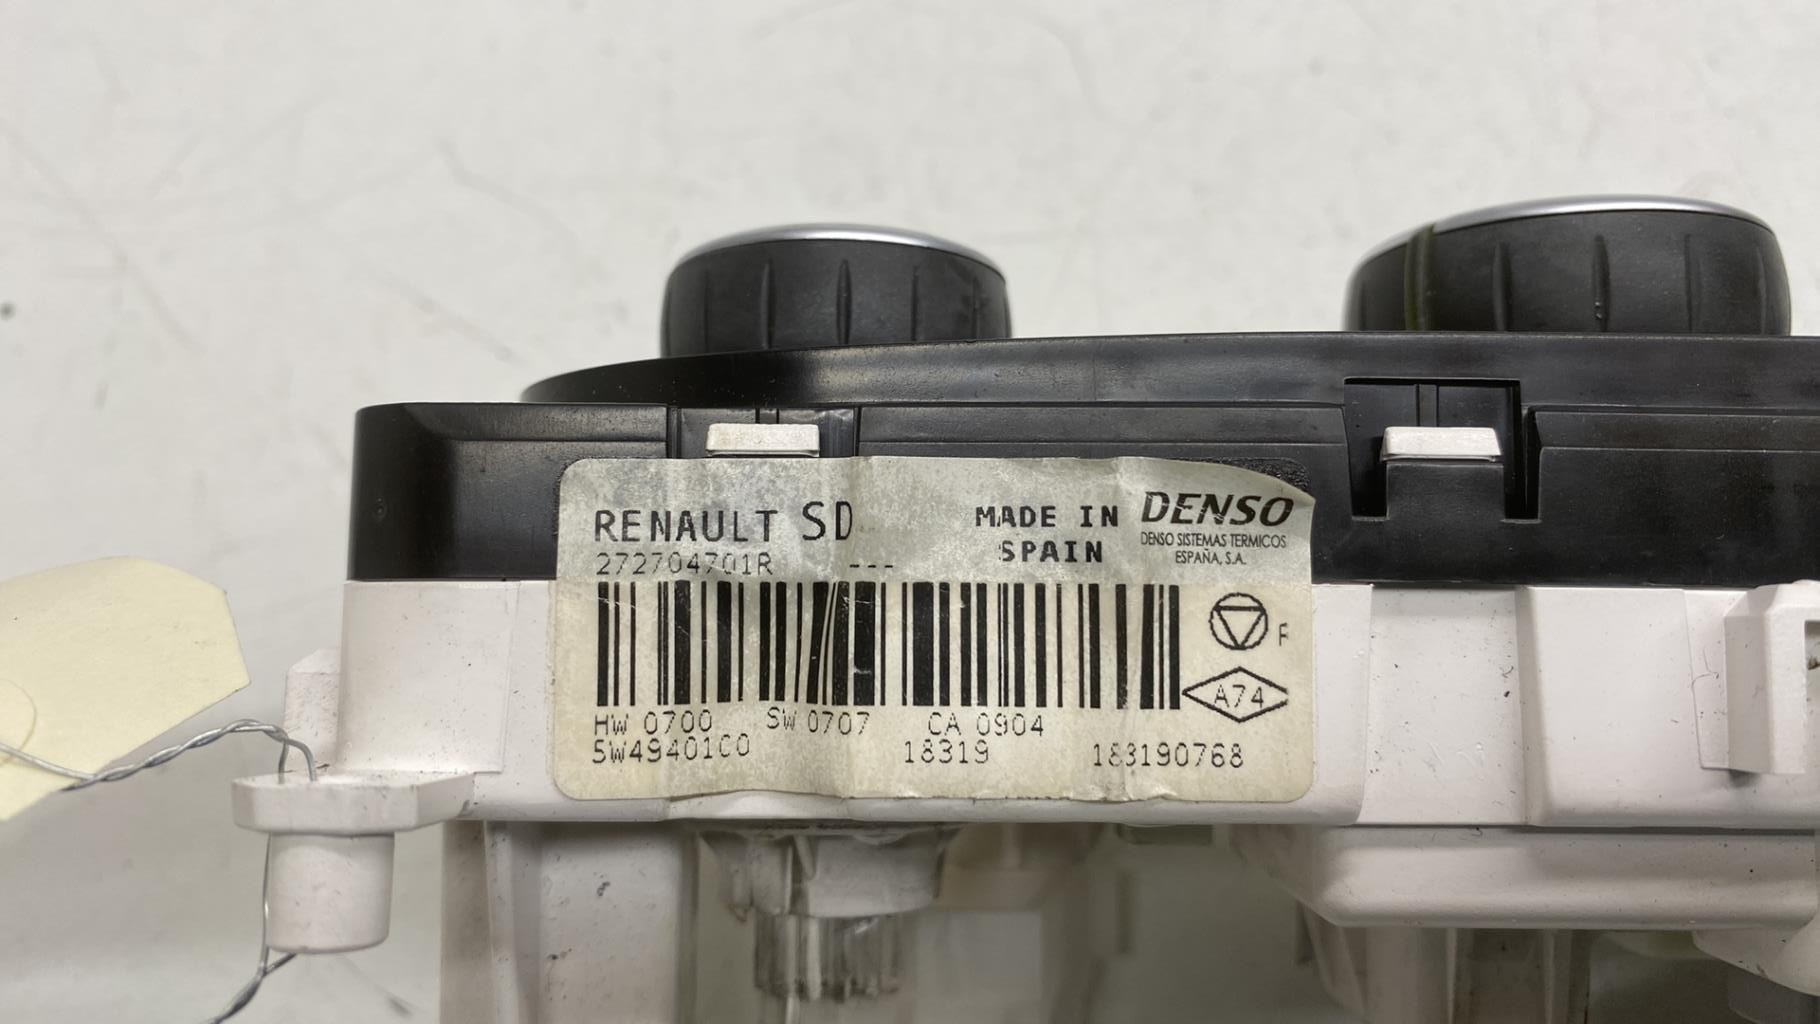 RENAULT SD
272704701R ---
MADE IN
SPAIN
DENSO
DENSO SISTEMAS TERMICOS
ESPAÑA, S.A.
F
A74
HW 0700 SW 0707 CA 0904
5W49401C0 18319 183190768